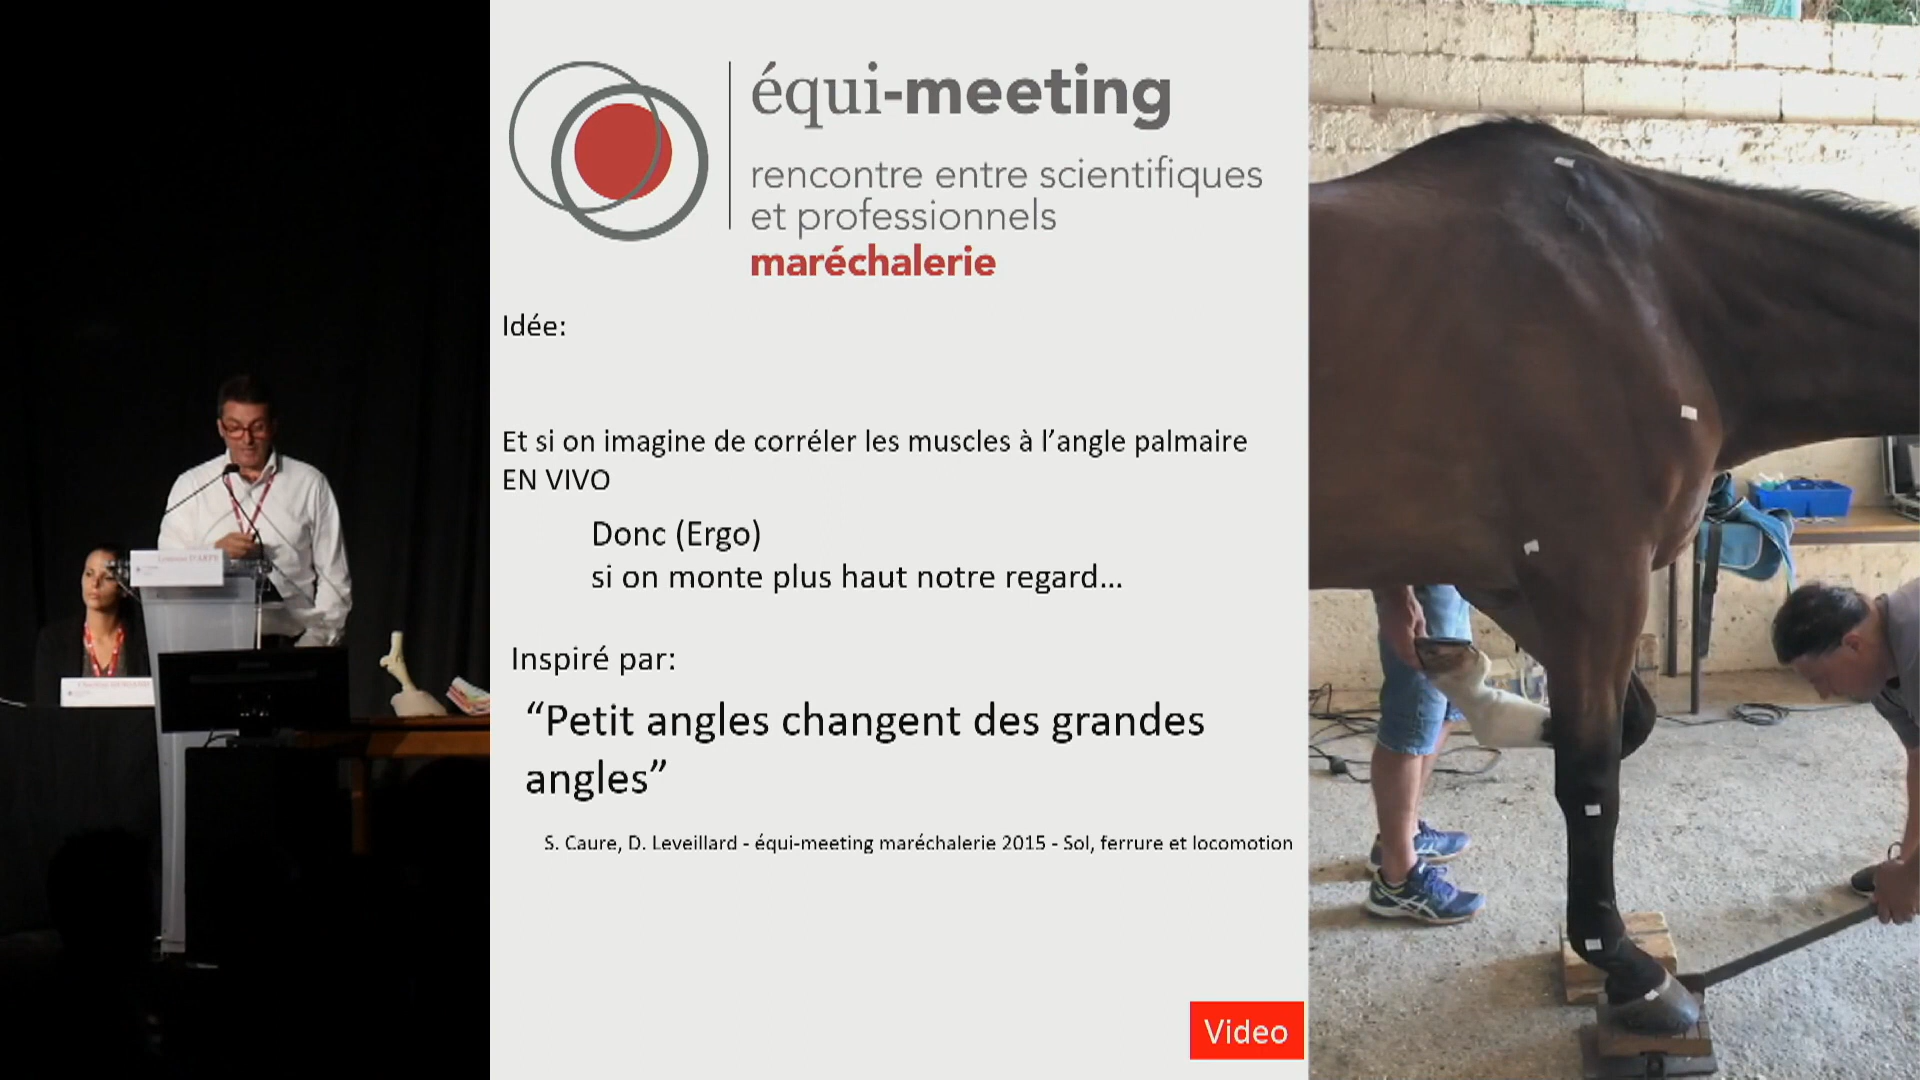 équi-meeting
rencontre entre scientifiques
et professionnels
maréchalerie
Idée:
Et si on imagine de corréler les muscles à l’angle palmaire
EN VIVO
Donc (Ergo)
si on monte plus haut notre regard...
Inspiré par:
“Petit angles changent des grandes
angles”
S. Caure, D. Leveillard - équi-meeting maréchalerie 2015 - Sol, ferrure et locomotion
Video